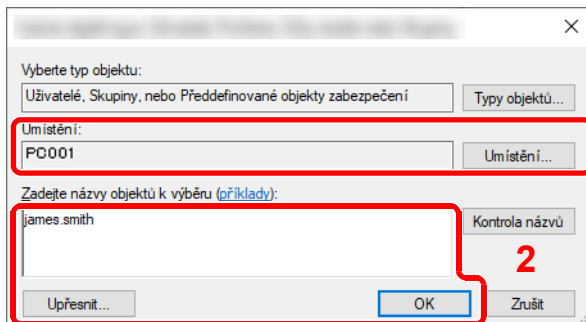 Vyberte typ objektu:
Uživatelé, Skupiny, nebo Předdefinované objekty zabezpečení
Typy objektů...
Umístění:
PC001
Umístění...
Zadejte názvy objektů k výběru (příklady):
james.smith
Kontrola názvů
2
Upřesnit...
OK
Zrušit